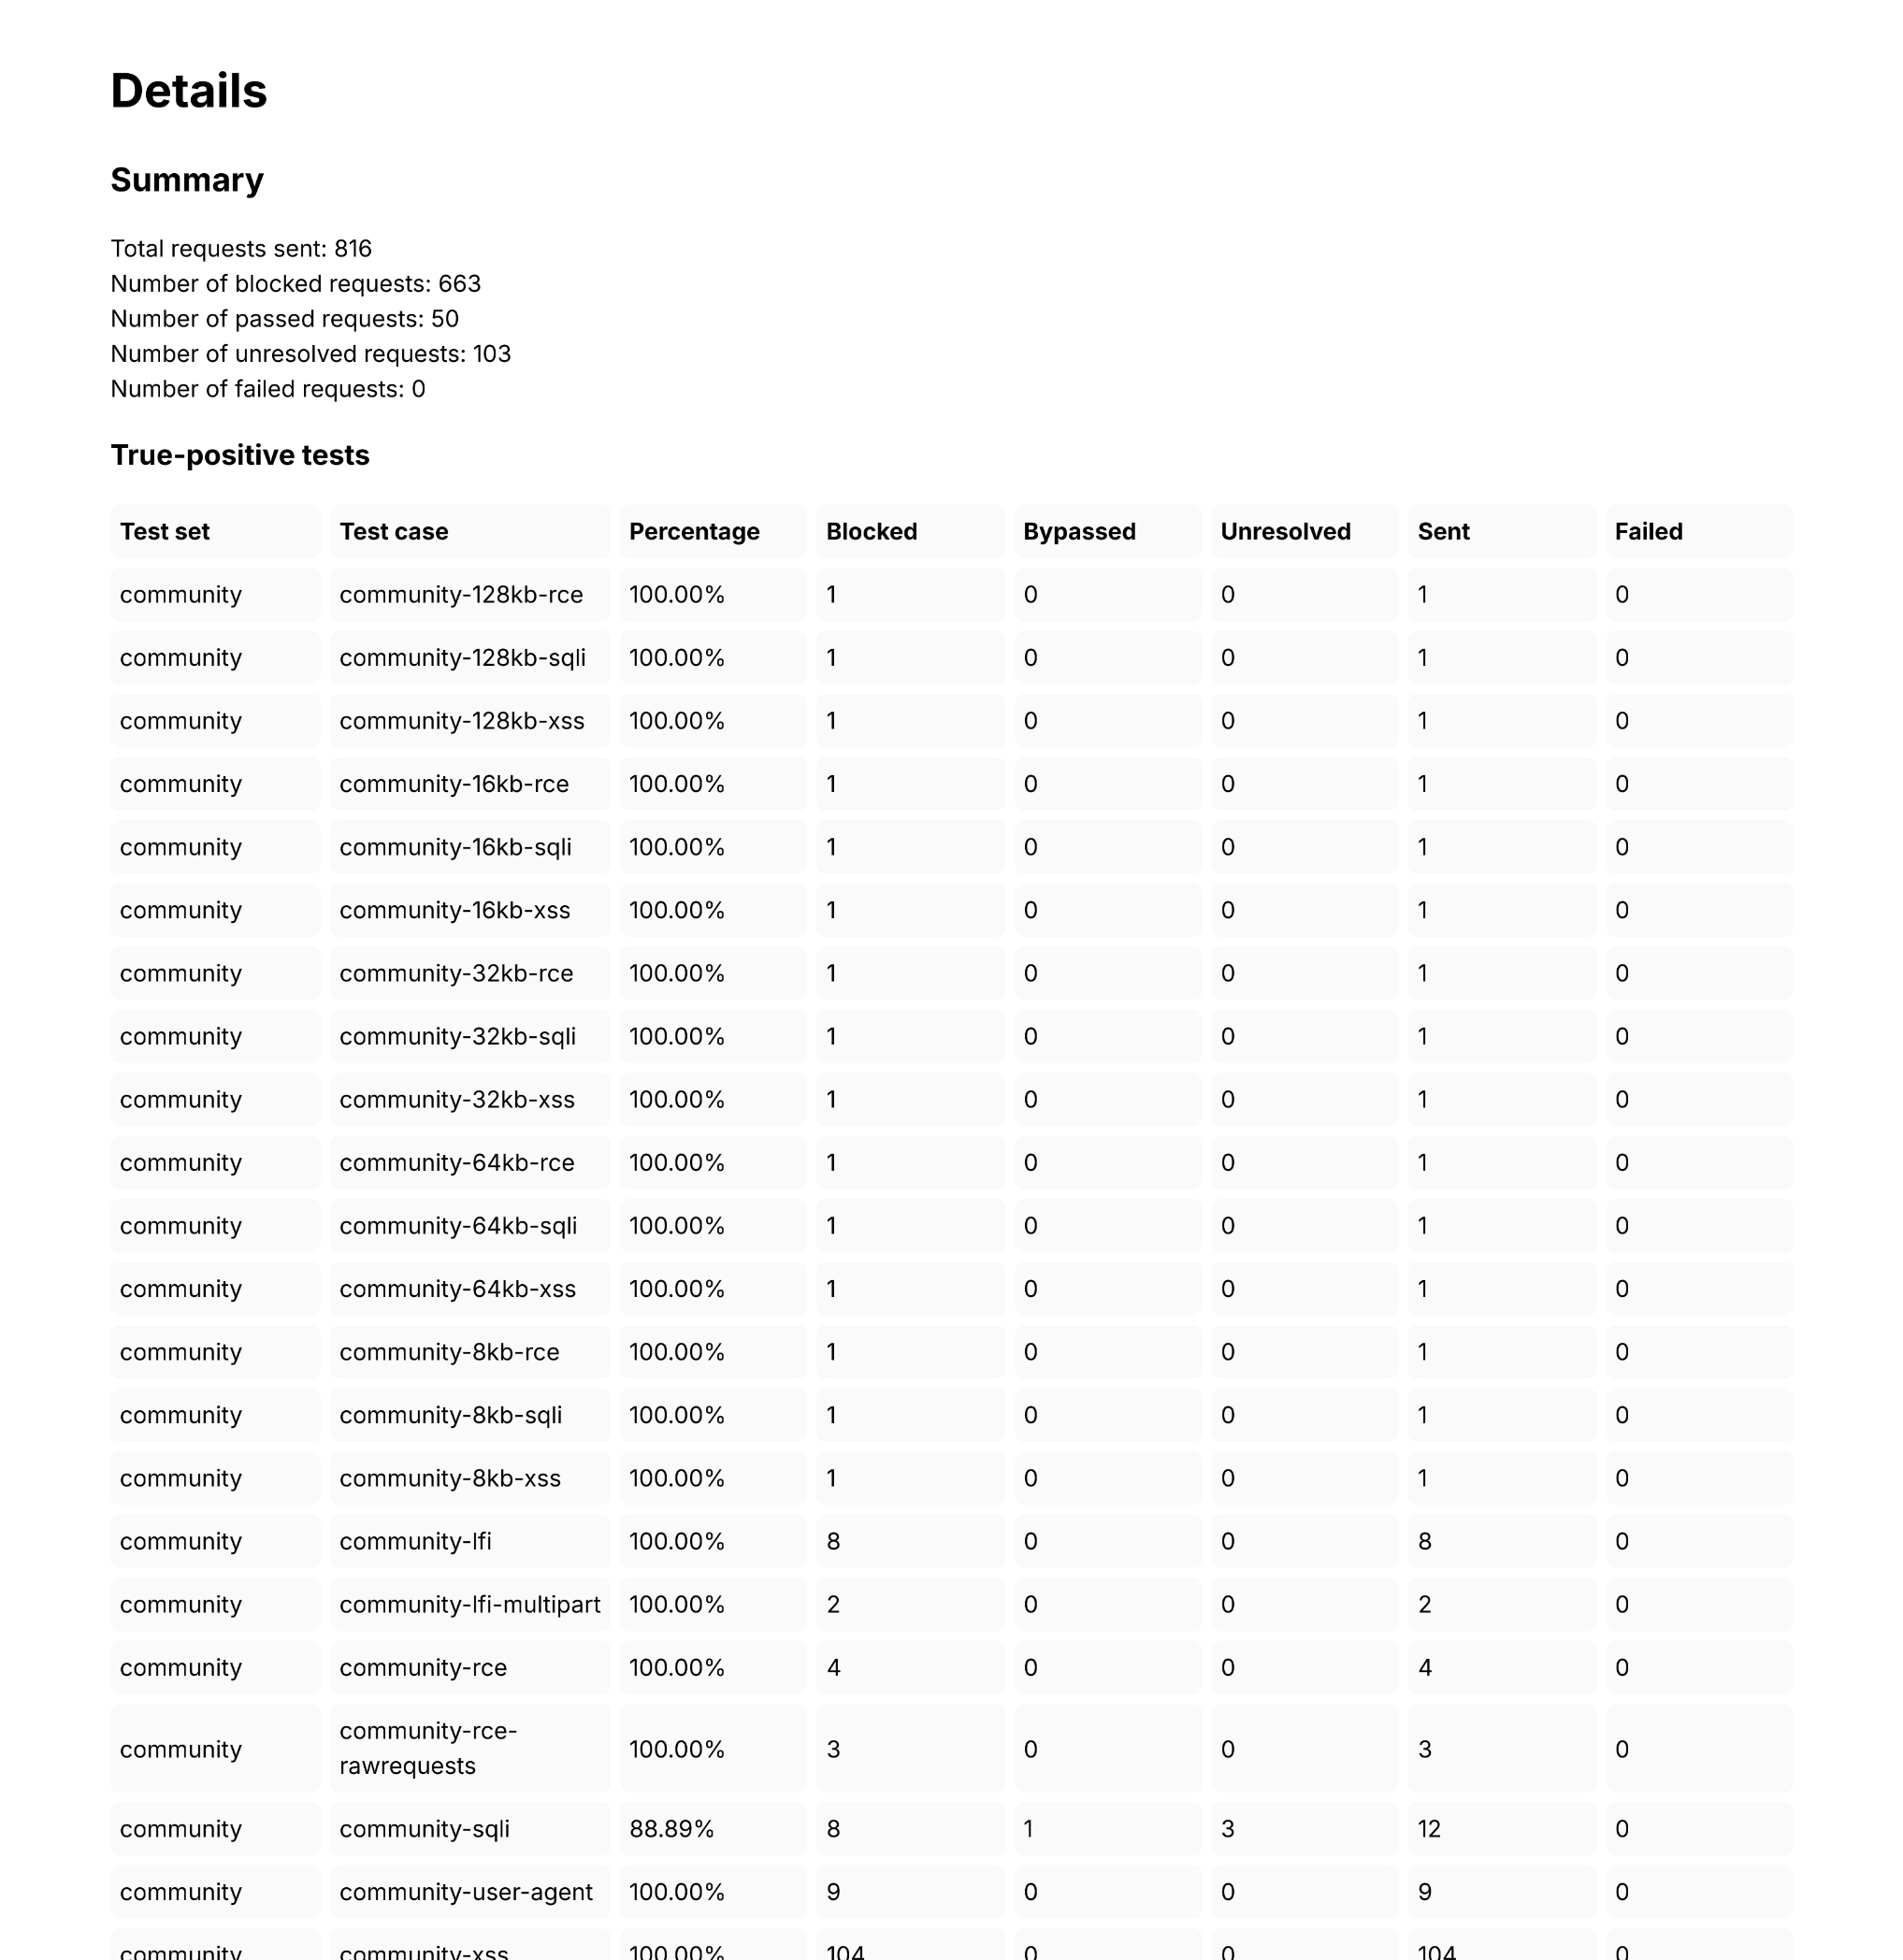 Details
Summary
Total requests sent: 816
Number of blocked requests: 663
Number of passed requests: 50
Number of unresolved requests: 103
Number of failed requests: 0
True-positive tests
Test set Test case Percentage Blocked Bypassed Unresolved Sent Failed
community community-128kb-rce 100.00% 1 0 0 1 0
community community-128kb-sqli 100.00% 1 0 0 1 0
community community-128kb-xss 100.00% 1 0 0 1 0
community community-16kb-rce 100.00% 1 0 0 1 0
community community-16kb-sqli 100.00% 1 0 0 1 0
community community-16kb-xss 100.00% 1 0 0 1 0
community community-32kb-rce 100.00% 1 0 0 1 0
community community-32kb-sqli 100.00% 1 0 0 1 0
community community-32kb-xss 100.00% 1 0 0 1 0
community community-64kb-rce 100.00% 1 0 0 1 0
community community-64kb-sqli 100.00% 1 0 0 1 0
community community-64kb-xss 100.00% 1 0 0 1 0
community community-8kb-rce 100.00% 1 0 0 1 0
community community-8kb-sqli 100.00% 1 0 0 1 0
community community-8kb-xss 100.00% 1 0 0 1 0
community community-lfi 100.00% 8 0 0 8 0
community community-lfi-multipart 100.00% 2 0 0 2 0
community community-rce 100.00% 4 0 0 4 0
community community-rce-
rawrequests 100.00% 3 0 0 3 0
community community-sqli 88.89% 8 1 3 12 0
community community-user-agent 100.00% 9 0 0 9 0
community community-xss 100.00% 104 0 0 104 0